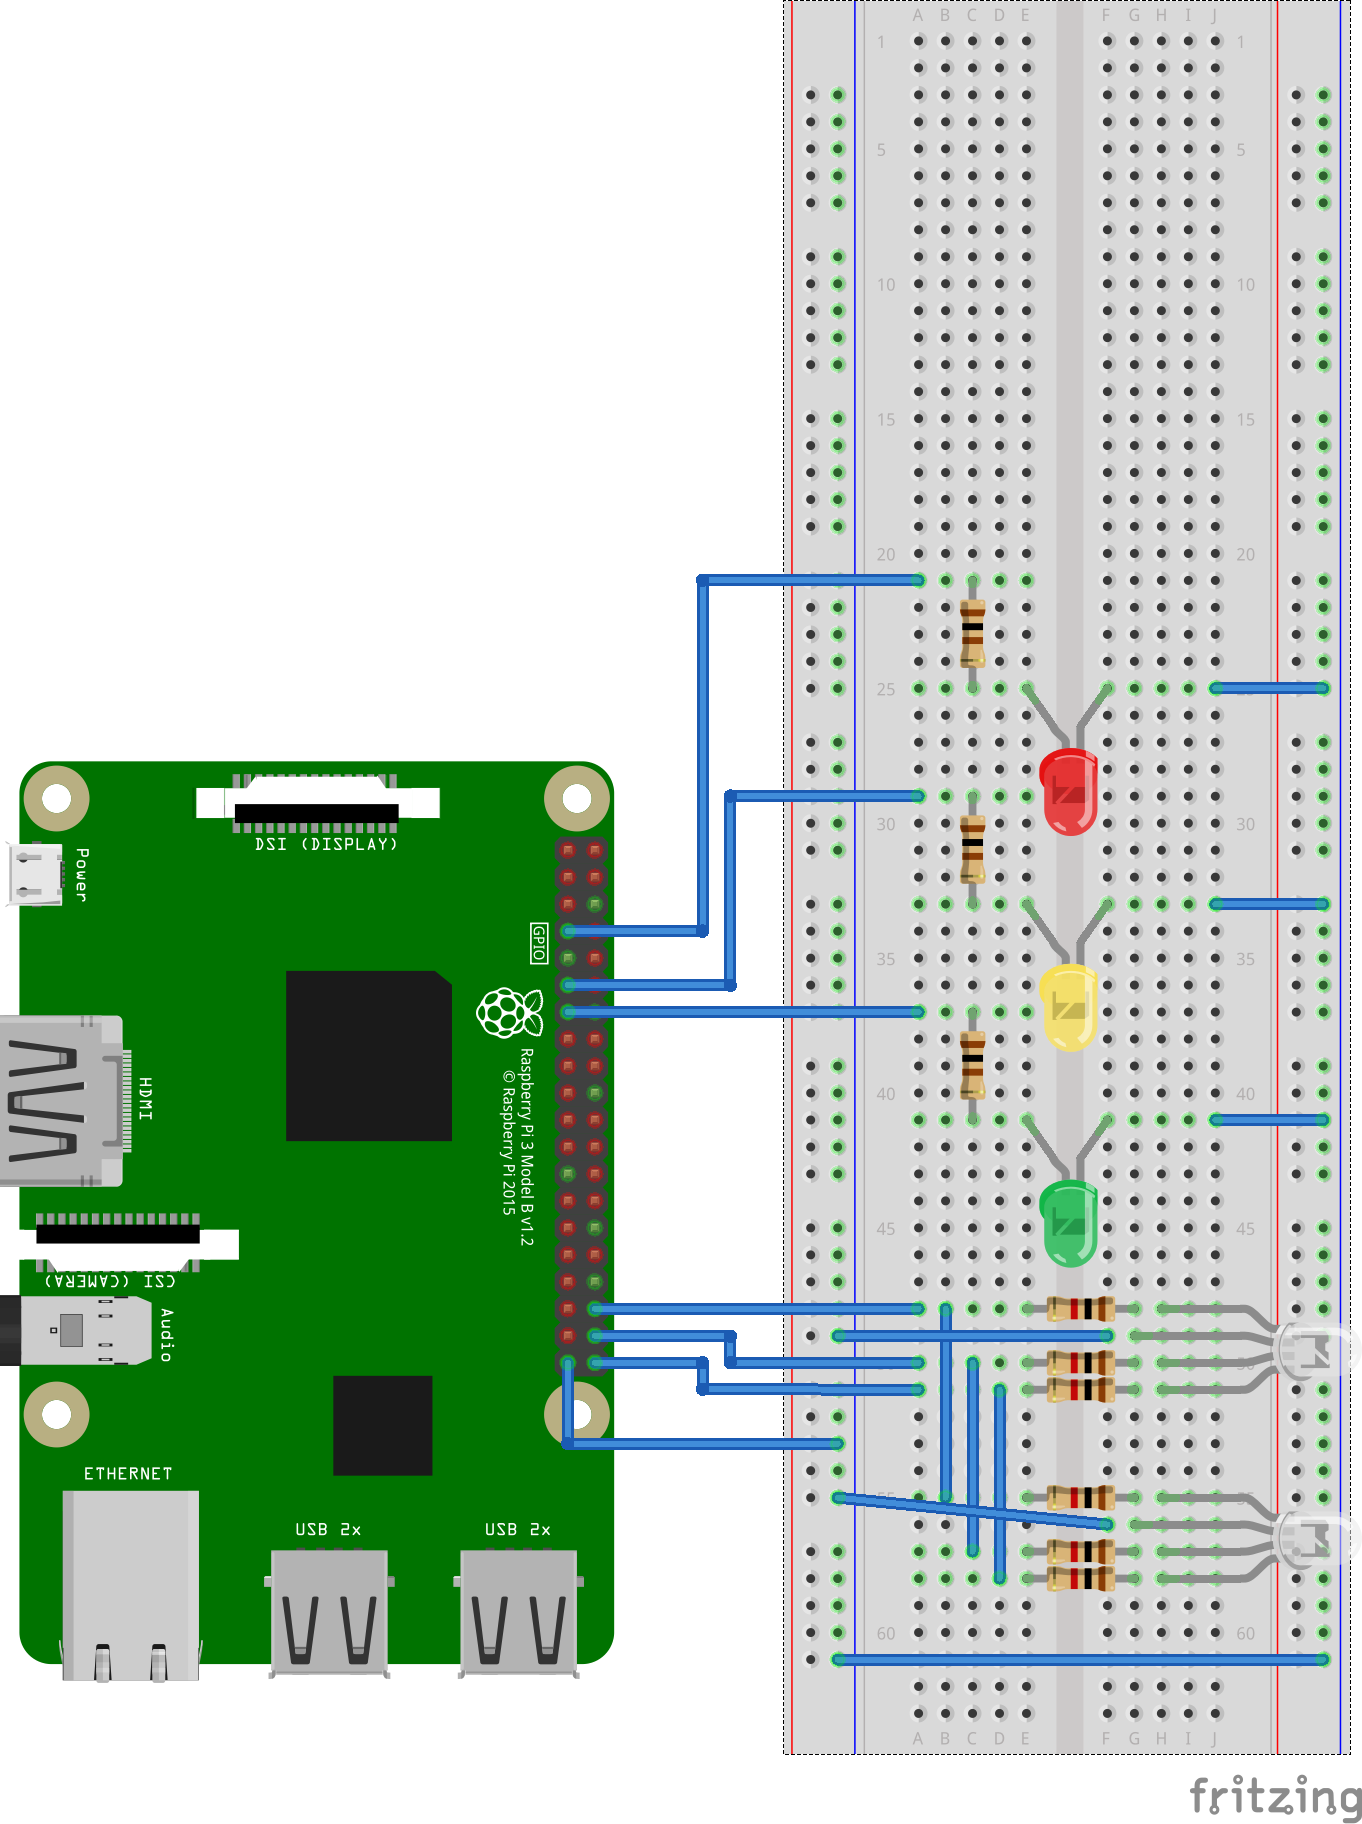 A B C D E F G H I J
1 1
5 5
10 10
15 15
20 20
25
30 30
35 35
40 40
45 45
55
60 60
A B C D E F G H I J
DSI (DISPLAY)
Power
GPIO
Raspberry Pi 3 Model B v1.2
© Raspberry Pi 2015
HDMI
CSI (CAMERA)
Audio
ETHERNET
USB 2x
USB 2x
fritzing